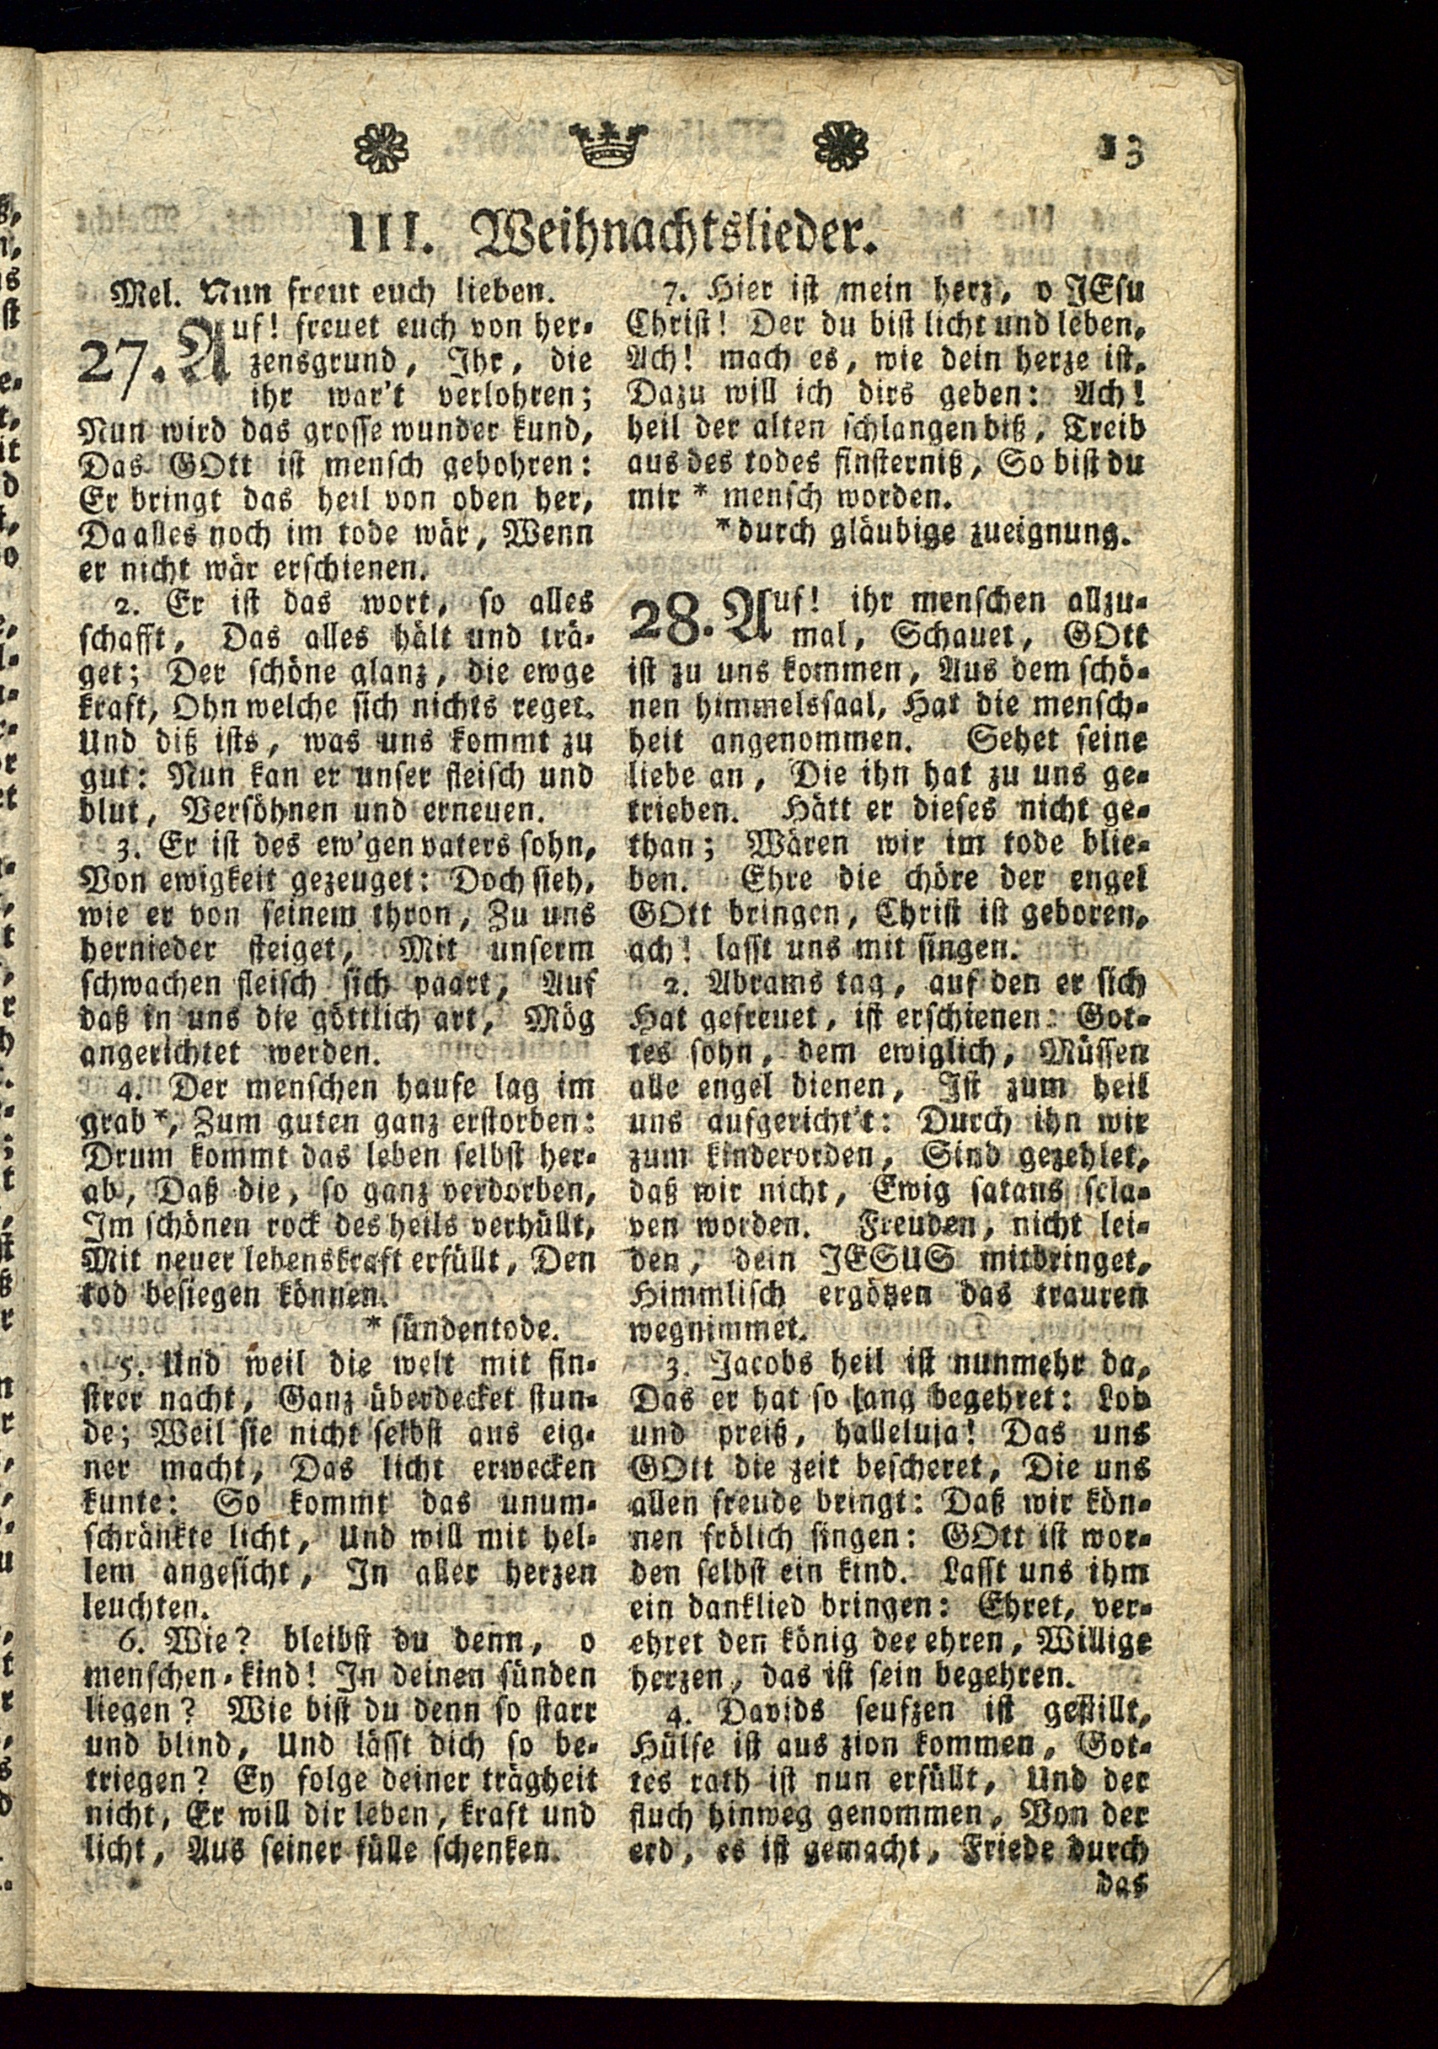 13
III. Weihnachtslieder.
Mel. Nun freut euch lieben.
27. Auf! freuet euch von her-
zensgrund, Ihr, die
ihr war't verlohren;
Nun wird das grosse wunder kund,
Das GOtt ist mensch gebohren:
Er bringt das heil von oben her,
Da alles noch im tode wär, Wenn
er nicht wär erschienen.
2. Er ist das wort, so alles
schafft, Das alles hält und trä-
get; Der schöne glanz, die ewge
kraft, Ohn welche sich nichts reget.
Und diß ists, was uns kommt zu
gut: Nun kan er unser fleisch und
blut, Versöhnen und erneuen.
3. Er ist des ew'gen vaters sohn,
Von ewigkeit gezeuget: Doch sieh,
wie er von seinem thron, Zu uns
hernieder steiget, Mit unserm
schwachen fleisch sich paart, Auf
daß in uns die göttlich art, Mög
angerichtet werden.
4. Der menschen haufe lag im
grab*, Zum guten ganz erstorben:
Drum kommt das leben selbst her-
ab, Daß die, so ganz verdorben,
Im schönen rock des heils verhüllt,
Mit neuer lebenskraft erfüllt, Den
tod besiegen können.
* sündentode.
5. Und weil die welt mit fin-
strer nacht, Ganz überdecket stun-
de; Weil sie nicht selbst aus eig-
ner macht, Das licht erwecken
kunte: So kommt das unum-
schränkte licht, Und will mit hel-
lem angesicht, In aller herzen
leuchten.
6. Wie? bleibst du denn, o
menschen-kind! In deinen sünden
liegen? Wie bist du denn so starr
und blind, Und lässt dich so be-
triegen? Ey folge deiner trägheit
nicht, Er will dir leben, kraft und
licht, Aus seiner fülle schenken.
7. Hier ist mein herz, o JEsu
Christ! Der du bist licht und leben,
Ach! mach es, wie dein herze ist,
Dazu will ich dirs geben: Ach!
heil der alten schlangen biß, Treib
aus des todes finsterniß, So bist du
mir * mensch worden.
* durch gläubige zueignung.
28. Auf! ihr menschen allzu-
mal, Schauet, GOtt
ist zu uns kommen, Aus dem schö-
nen himmelssaal, Hat die mensch-
heit angenommen. Sehet seine
liebe an, Die ihn hat zu uns ge-
trieben. Hätt er dieses nicht ge-
than; Wären wir im tode blie-
ben. Ehre die chöre der engel
GOtt bringen, Christ ist geboren,
ach! lasst uns mit singen.
2. Abrams tag, auf den er sich
Hat gefreuet, ist erschienen: Got-
tes sohn, dem ewiglich, Müssen
alle engel dienen, Ist zum heil
uns aufgericht't: Durch ihn wir
zum kinderorden, Sind gezehlet,
daß wir nicht, Ewig satans scla-
ven worden. Freuden, nicht lei-
den, dein JESUS mitbringet,
Himmlisch ergötzen das trauren
wegnimmet.
3. Jacobs heil ist nunmehr da,
Das er hat so lang begehret: Lob
und preiß, halleluja! Das uns
GOtt die zeit bescheret, Die uns
allen freude bringt: Daß wir kön-
nen frölich singen: GOtt ist wor-
den selbst ein kind. Lasst uns ihm
ein danklied bringen: Ehret, ver-
ehret den könig der ehren, Willige
herzen, das ist sein begehren.
4. Davids seufzen ist gestillt,
Hülfe ist aus zion kommen, Got-
tes rath ist nun erfüllt, Und der
fluch hinweg genommen, Von der
erd, es ist gemacht, Friede durch
das